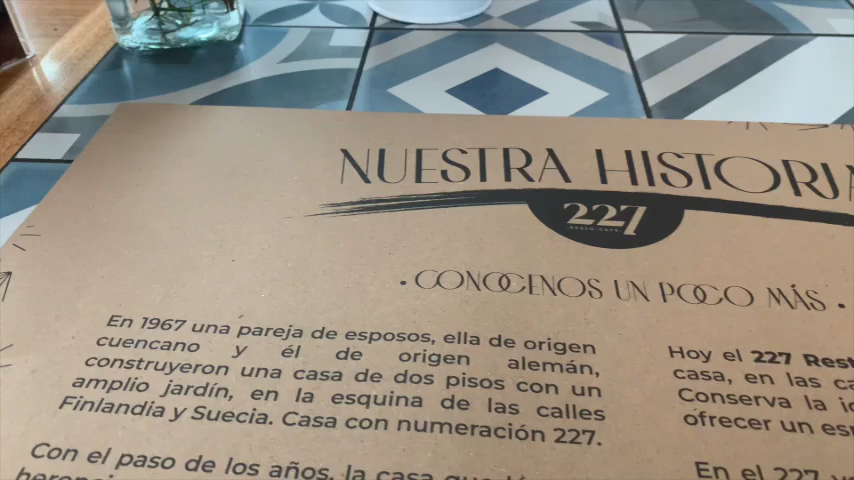 NUESTRA HISTORIA
227
RESTO-CAFÉ
• CONOCENOS UN POCO MÁS •
En 1967 una pareja de esposos, ella de origen
cuencano y él de origen alemán,
construyeron una casa de dos pisos con un
amplio jardín, en la esquina de las calles
Finlandia y Suecia. Casa con numeración 227.
Con el paso de los años, la casa que
Hoy el 227 Rest
casa, en las ca
Conserva la
ofrecer un
En el 227